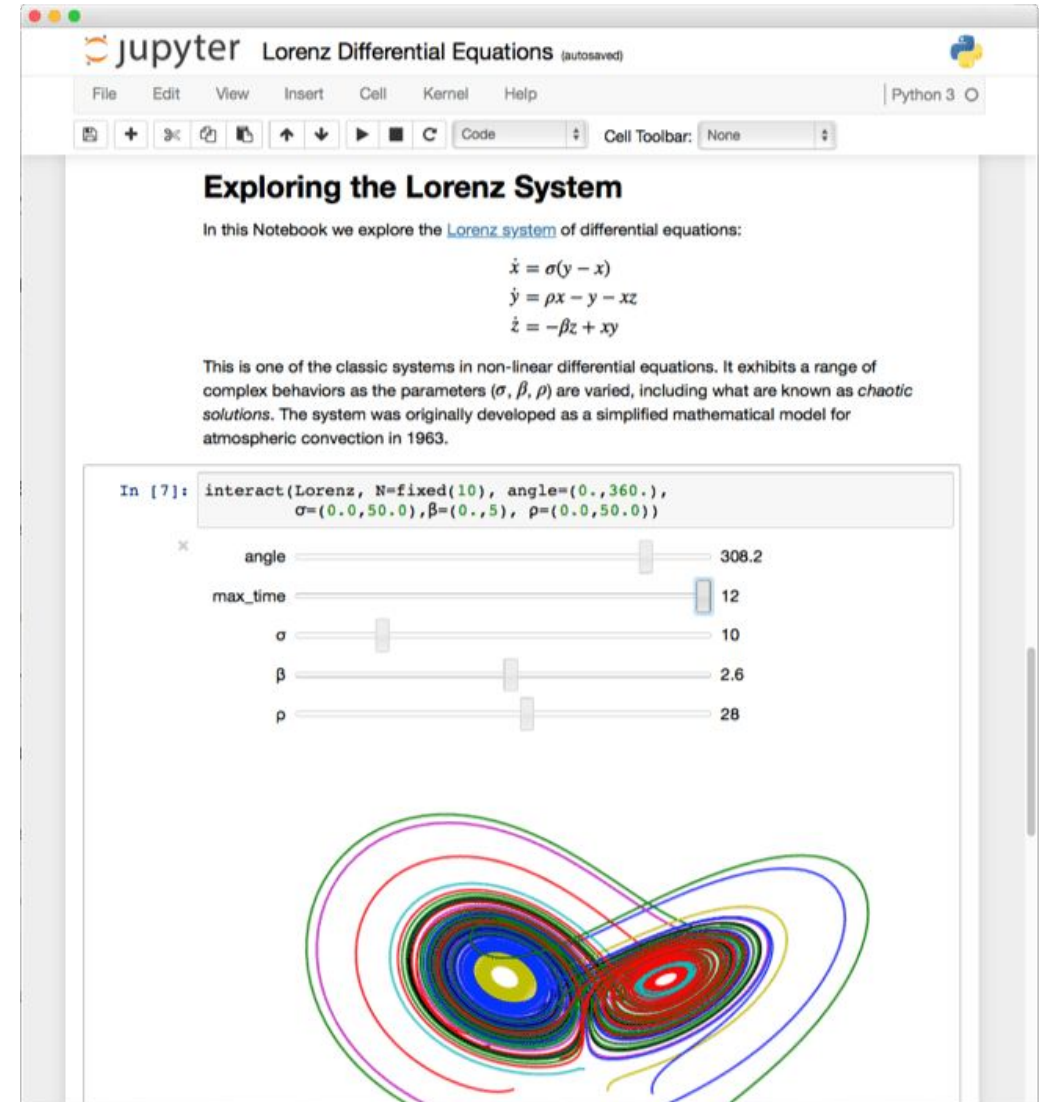 jupyter Lorenz Differential Equations (autosaved)
File Edit View Insert Cell Kernel Help Python 3
Code Cell Toolbar: None
Exploring the Lorenz System
In this Notebook we explore the Lorenz system of differential equations:
ẋ = σ(y − x)
ẏ = ρx − y − xz
ż = −βz + xy
This is one of the classic systems in non-linear differential equations. It exhibits a range of
complex behaviors as the parameters (σ, β, ρ) are varied, including what are known as chaotic
solutions. The system was originally developed as a simplified mathematical model for
atmospheric convection in 1963.
In [7]: interact(Lorenz, N=fixed(10), angle=(0.,360.),
σ=(0.0,50.0),β=(0.,5), ρ=(0.0,50.0))
angle 308.2
max_time 12
σ 10
β 2.6
ρ 28